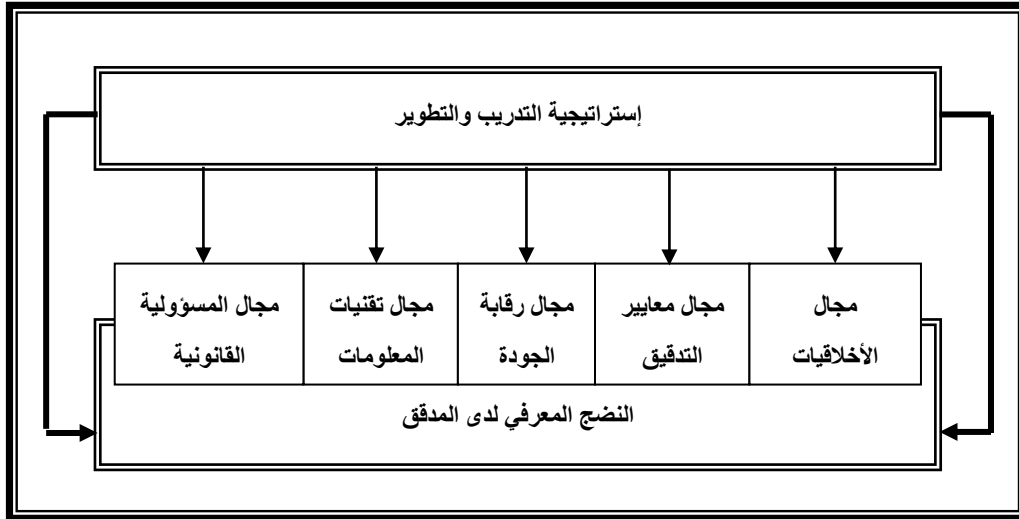 إستراتيجية التدريب والتطوير
مجال
الأخلاقيات
مجال معايير
التدقيق
مجال رقابة
الجودة
مجال تقنيات
المعلومات
مجال المسؤولية
القانونية
النضج المعرفي لدى المدقق